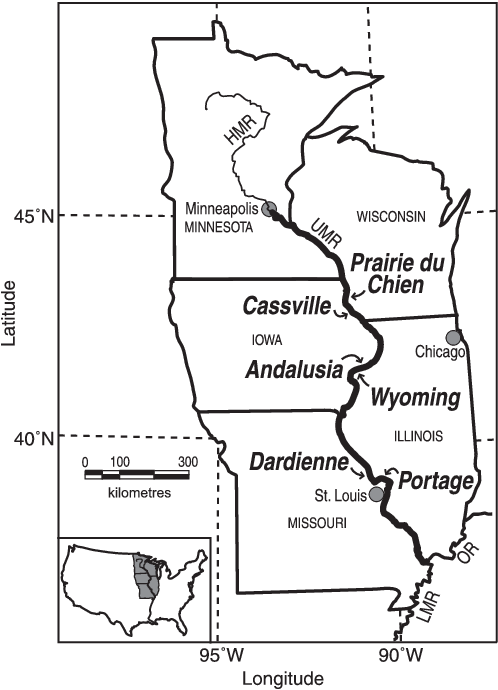 HMR
45°N
Minneapolis
MINNESOTA
UMR
WISCONSIN
Prairie du
Chien
Cassville
IOWA
Chicago
Andalusia
Wyoming
Latitude
40°N
ILLINOIS
0 100 300
kilometres
Dardienne
Portage
St. Louis
MISSOURI
OR
LMR
95°W 90°W
Longitude